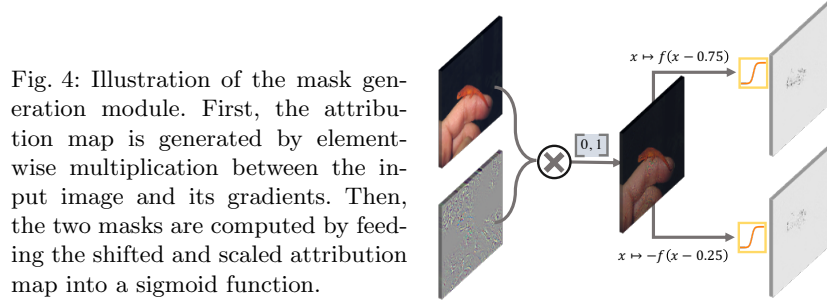 Fig. 4: Illustration of the mask gen-
eration module. First, the attribu-
tion map is generated by element-
wise multiplication between the in-
put image and its gradients. Then,
the two masks are computed by feed-
ing the shifted and scaled attribution
map into a sigmoid function.
x ↦ f(x − 0.75)
[0, 1]
x ↦ −f(x − 0.25)